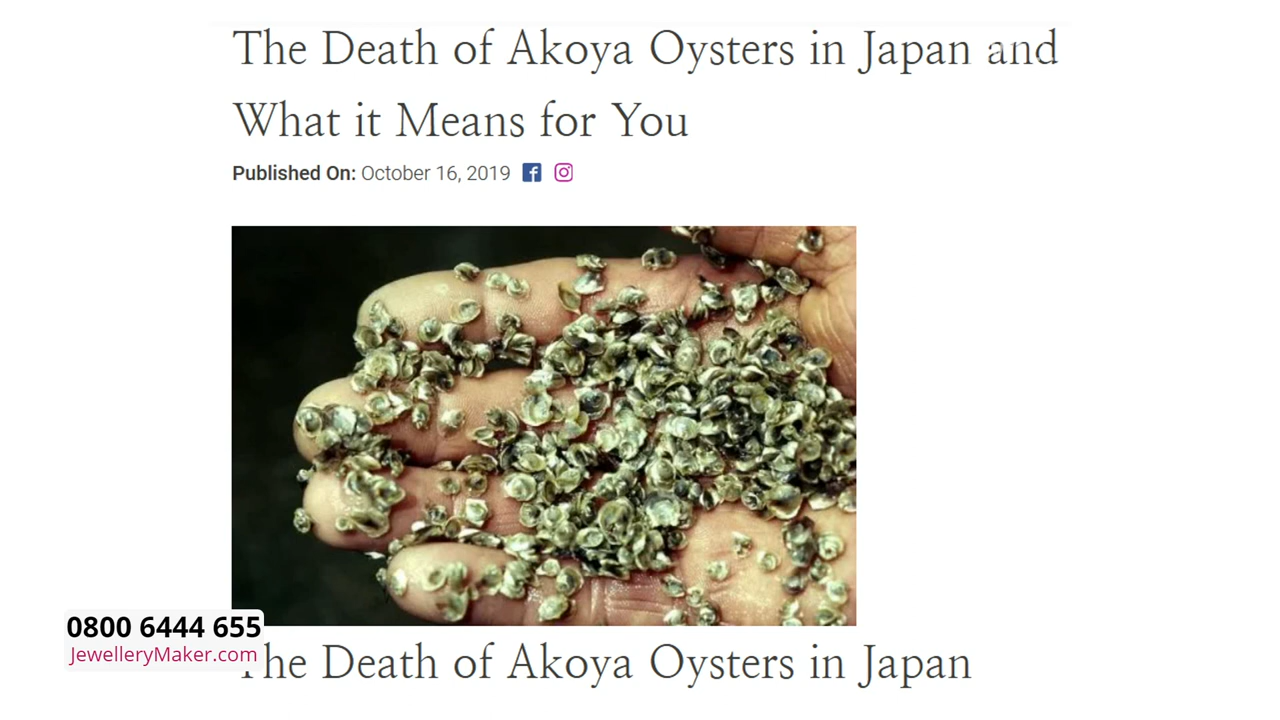 The Death of Akoya Oysters in Japan and
What it Means for You
Published On: October 16, 2019
0800 6444 655
JewelleryMaker.com
The Death of Akoya Oysters in Japan